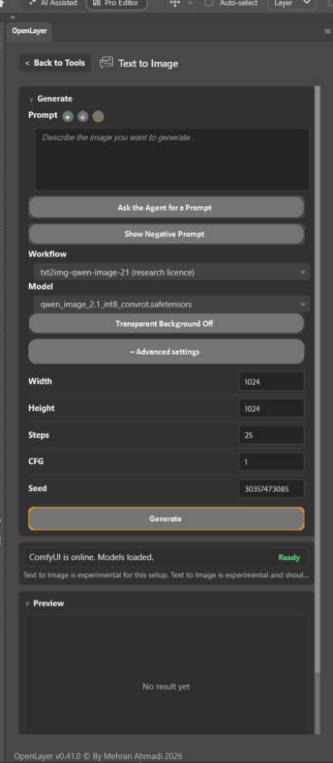 AI Assisted Pro Editor Auto-select Layer
OpenLayer
< Back to Tools Text to Image
Generate
Prompt
Describe the image you want to generate...
Ask the Agent for a Prompt
Show Negative Prompt
Workflow
txt2img-qwen-image-21 (research licence)
Model
qwen_image_2.1_int8_convrot.safetensors
Transparent Background Off
– Advanced settings
Width 1024
Height 1024
Steps 25
CFG 1
Seed 30357473085
Generate
ComfyUI is online. Models loaded. Ready
Text to Image is experimental for this setup. Text to Image is experimental and shoul...
Preview
No result yet
OpenLayer v0.41.0 © By Mehran Ahmadi 2026